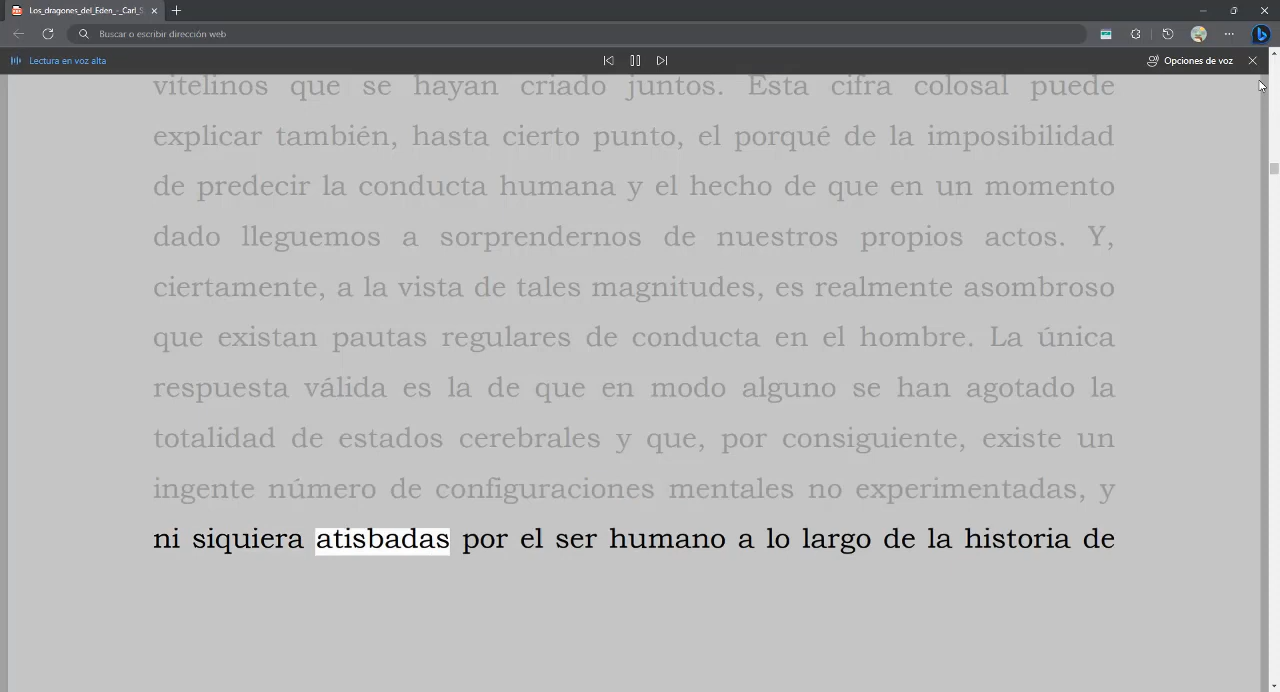 Los_dragones_del_Eden_-_Carl_S
Buscar o escribir dirección web
Lectura en voz alta
Opciones de voz
vitelinos que se hayan criado juntos. Esta cifra colosal puede
explicar también, hasta cierto punto, el porqué de la imposibilidad
de predecir la conducta humana y el hecho de que en un momento
dado lleguemos a sorprendernos de nuestros propios actos. Y,
ciertamente, a la vista de tales magnitudes, es realmente asombroso
que existan pautas regulares de conducta en el hombre. La única
respuesta válida es la de que en modo alguno se han agotado la
totalidad de estados cerebrales y que, por consiguiente, existe un
ingente número de configuraciones mentales no experimentadas, y
ni siquiera atisbadas por el ser humano a lo largo de la historia de